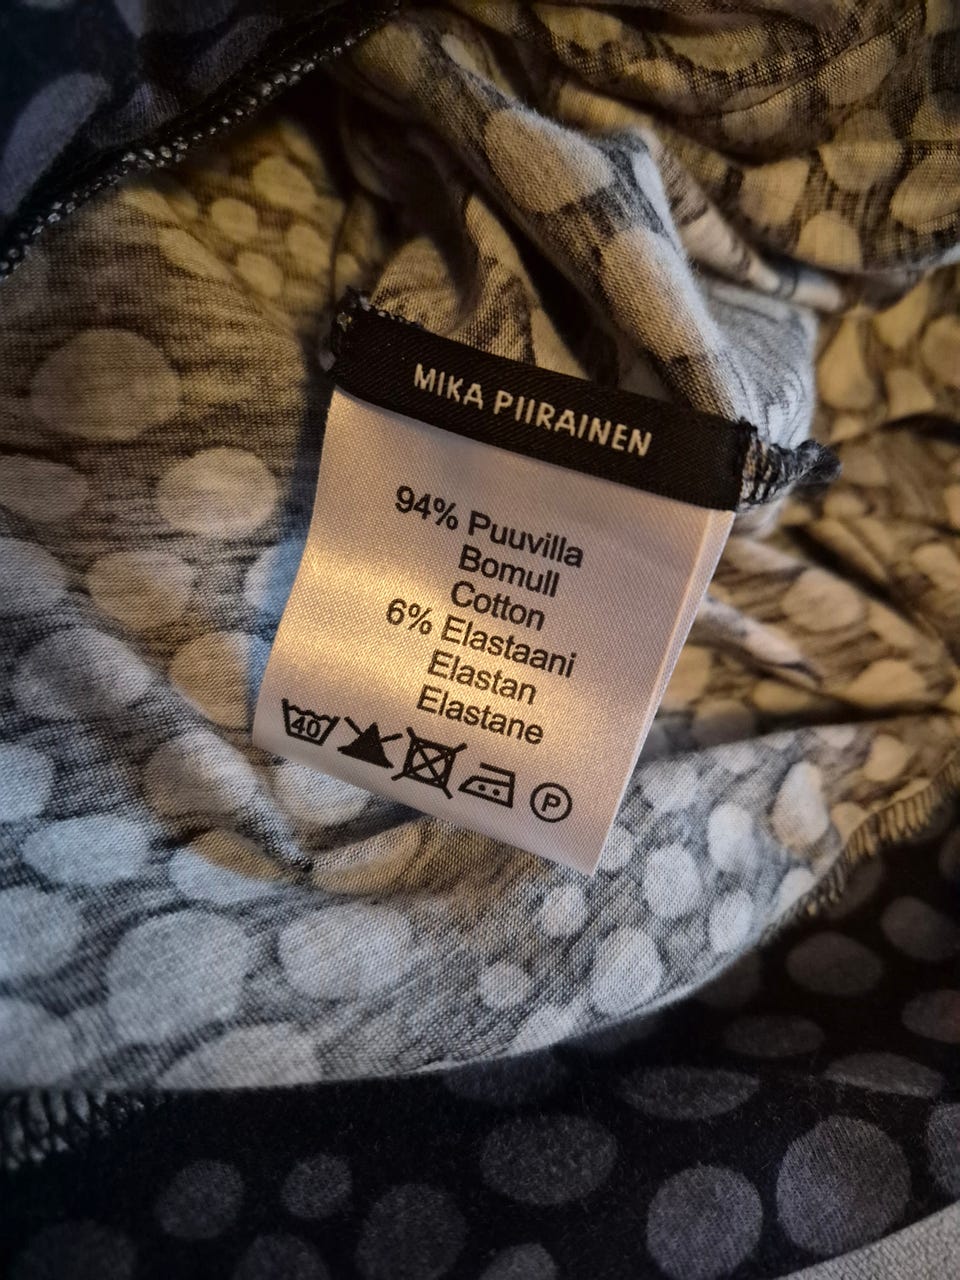 MIKA PIIRAINEN
94% Puuvilla
Bomull
Cotton
6% Elastaani
Elastan
Elastane
40 P